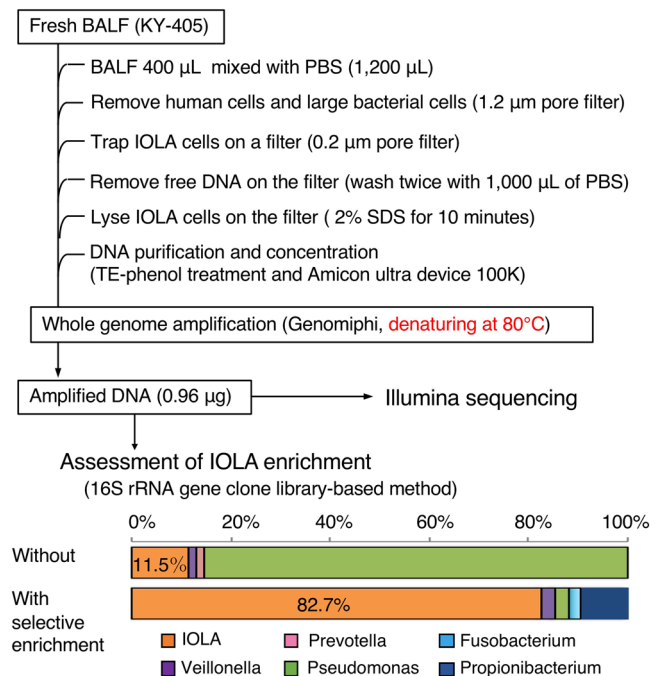 Fresh BALF (KY-405)
BALF 400 µL mixed with PBS (1,200 µL)
Remove human cells and large bacterial cells (1.2 µm pore filter)
Trap IOLA cells on a filter (0.2 µm pore filter)
Remove free DNA on the filter (wash twice with 1,000 µL of PBS)
Lyse IOLA cells on the filter ( 2% SDS for 10 minutes)
DNA purification and concentration
(TE-phenol treatment and Amicon ultra device 100K)
Whole genome amplification (Genomiphi, denaturing at 80°C)
Amplified DNA (0.96 µg)
Illumina sequencing
Assessment of IOLA enrichment
(16S rRNA gene clone library-based method)
0% 20% 40% 60% 80% 100%
Without
11.5%
With
selective
enrichment
82.7%
IOLA Prevotella Fusobacterium
Veillonella Pseudomonas Propionibacterium